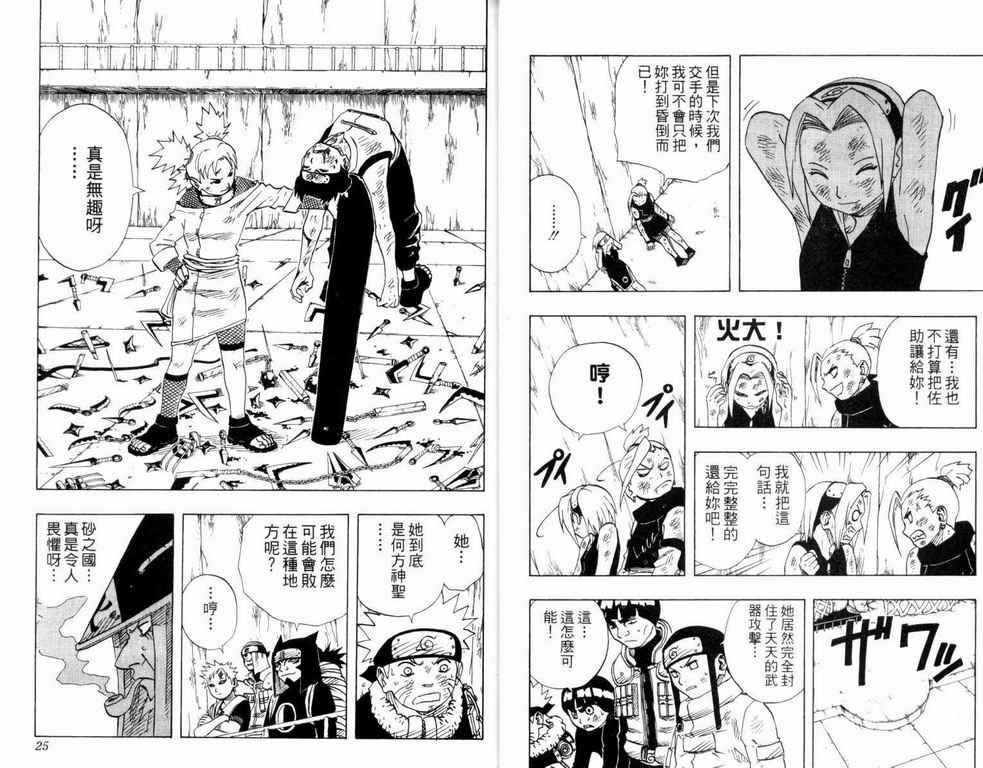 但是下次我們
交手的時候，
我可不會只把
妳打到昏倒而
已！
グイ
……!!
還有…我也
不打算把佐
助讓給妳！
火大！
哼！
プイ
プイ
我就把這
句話…
完完整整的
還給妳吧！
ザワッ
她居然完全封
住了天天的武
器攻擊…
這…
這怎麼可
能！
真是無趣呀
……
她…
她到底
是何方神聖
……
我們怎麼
可能會敗
在這種地
方呢？
…哼…
砂之國…
真是令人
畏懼呀…
25